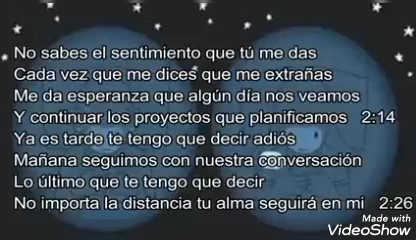 No sabes el sentimiento que tú me das
Cada vez que me dices que me extrañas
Me da esperanza que algún día nos veamos
Y continuar los proyectos que planificamos 2:14
Ya es tarde te tengo que decir adiós
Mañana seguimos con nuestra conversación
Lo último que te tengo que decir
No importa la distancia tu alma seguirá en mi 2:26
Made with
VideoShow